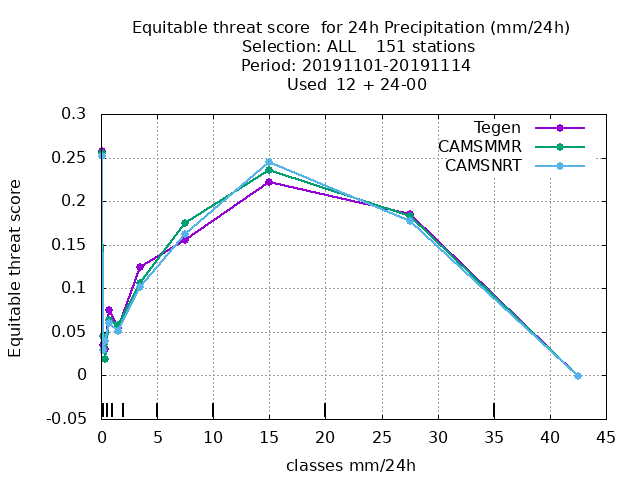 Equitable threat score  for 24h Precipitation (mm/24h)
Selection: ALL    151 stations
Period: 20191101-20191114
Used  12 + 24-00
Tegen
CAMSMMR
CAMSNRT
0.3
0.25
0.2
0.15
0.1
0.05
0
-0.05
Equitable threat score
0 5 10 15 20 25 30 35 40 45
classes mm/24h